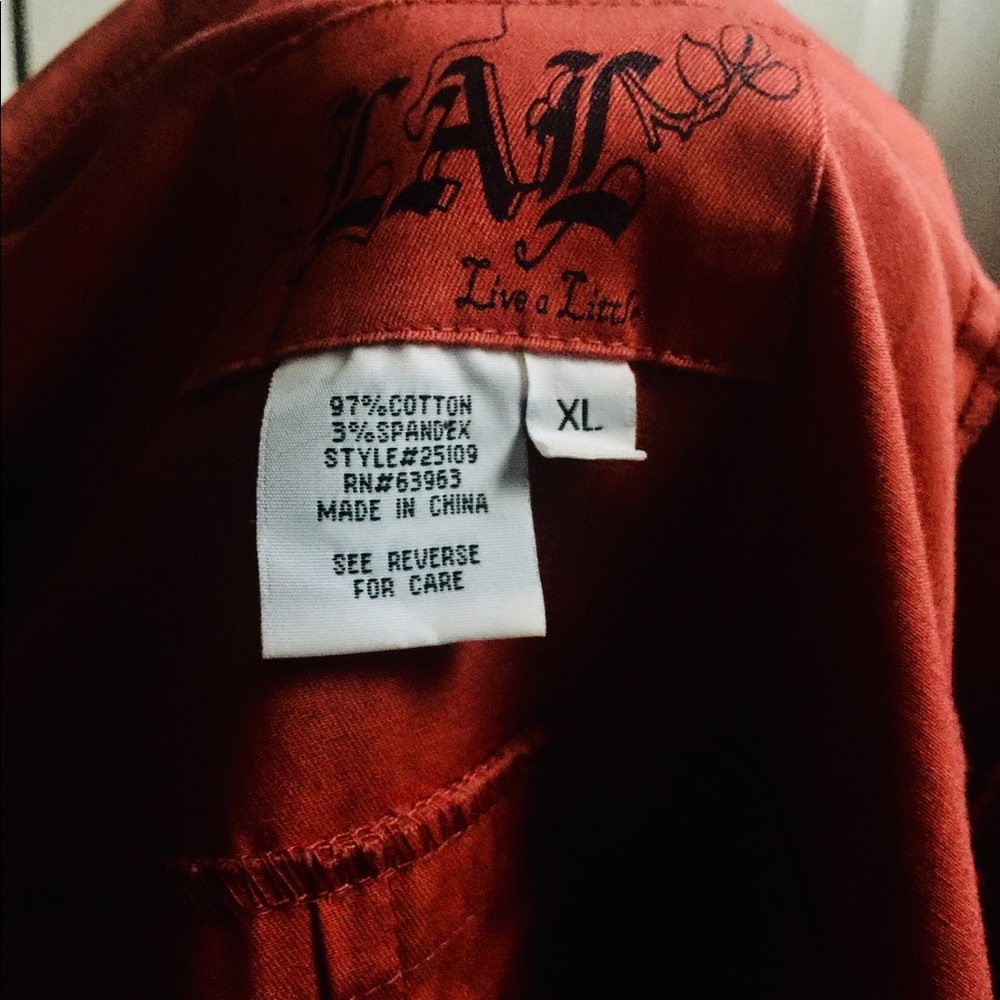 LAL
Live a Little
97%COTTON
3%SPANDEX
STYLE#25109
RN#63963
MADE IN CHINA
SEE REVERSE
FOR CARE
XL